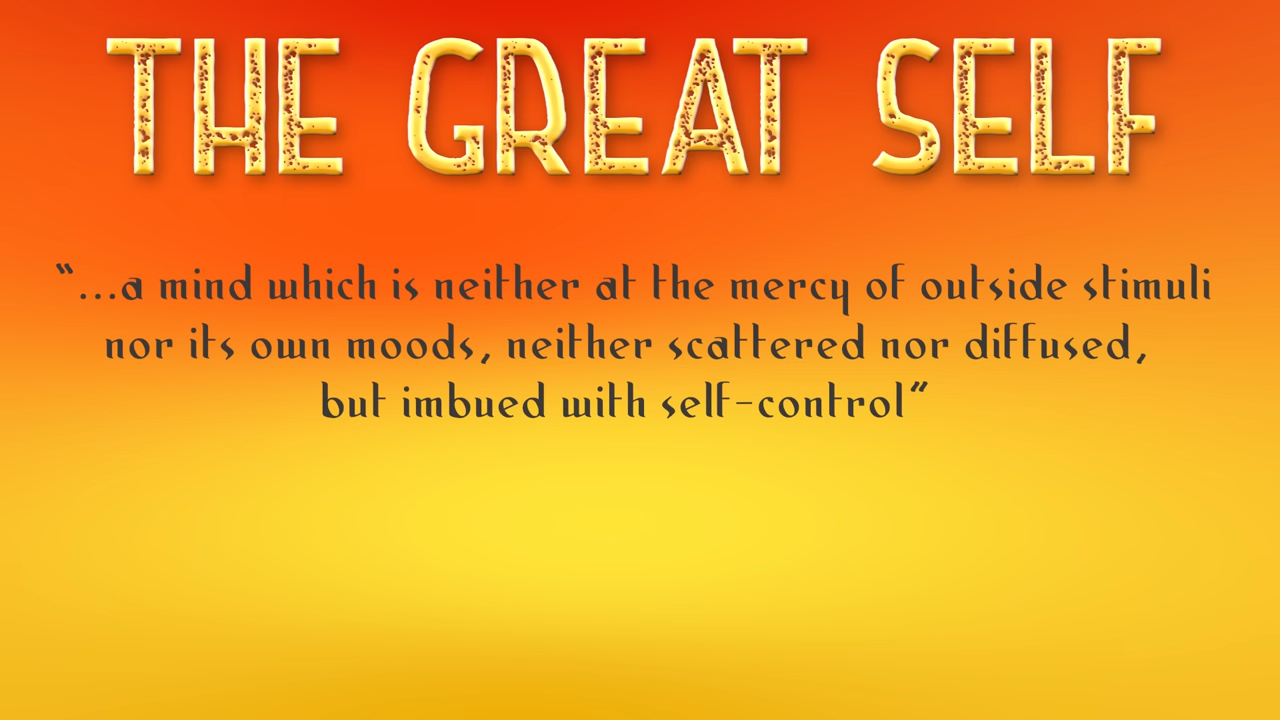 THE GREAT SELF
“...a mind which is neither at the mercy of outside stimuli
nor its own moods, neither scattered nor diffused,
but imbued with self-control”